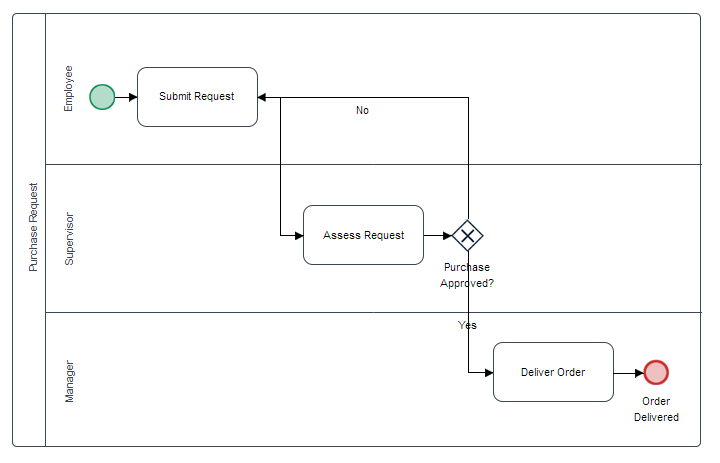 Purchase Request
Employee
Submit Request
No
Supervisor
Assess Request
Purchase
Approved?
Yes
Manager
Deliver Order
Order
Delivered